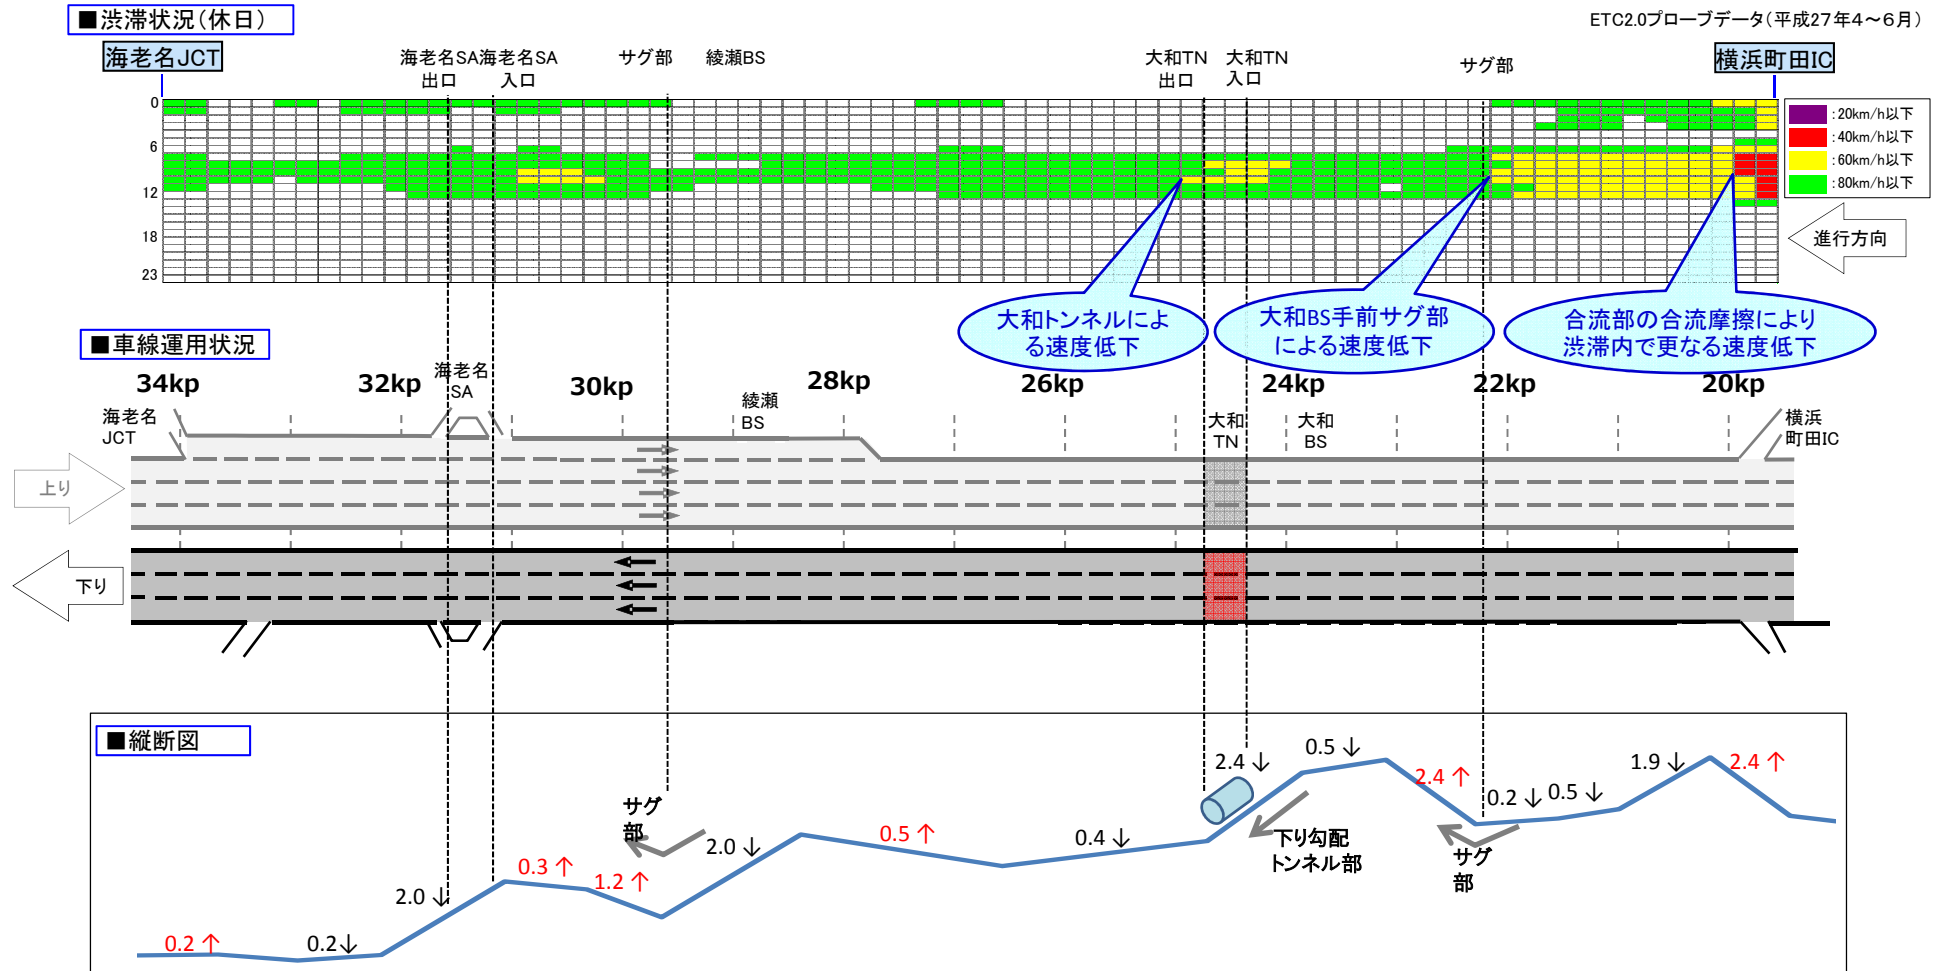 ■渋滞状況（休日）
ETC2.0プローブデータ（平成27年4～6月）
海老名JCT
海老名SA
出口
海老名SA
入口
サグ部
綾瀬BS
大和TN
出口
大和TN
入口
サグ部
横浜町田IC
0
6
12
18
23
：20km/h以下
：40km/h以下
：60km/h以下
：80km/h以下
進行方向
大和トンネルによ
る速度低下
大和BS手前サグ部
による速度低下
合流部の合流摩擦により
渋滞内で更なる速度低下
■車線運用状況
34kp
32kp
30kp
28kp
26kp
24kp
22kp
20kp
海老名
JCT
海老名
SA
綾瀬
BS
大和
TN
大和
BS
横浜
町田IC
上り
下り
■縦断図
0.2 ↑
0.2↓
2.0 ↓
0.3 ↑
1.2 ↑
サグ
部
2.0 ↓
0.5 ↑
0.4 ↓
2.4 ↓
下り勾配
トンネル部
0.5 ↓
2.4 ↑
サグ
部
0.2 ↓
0.5 ↓
1.9 ↓
2.4 ↑